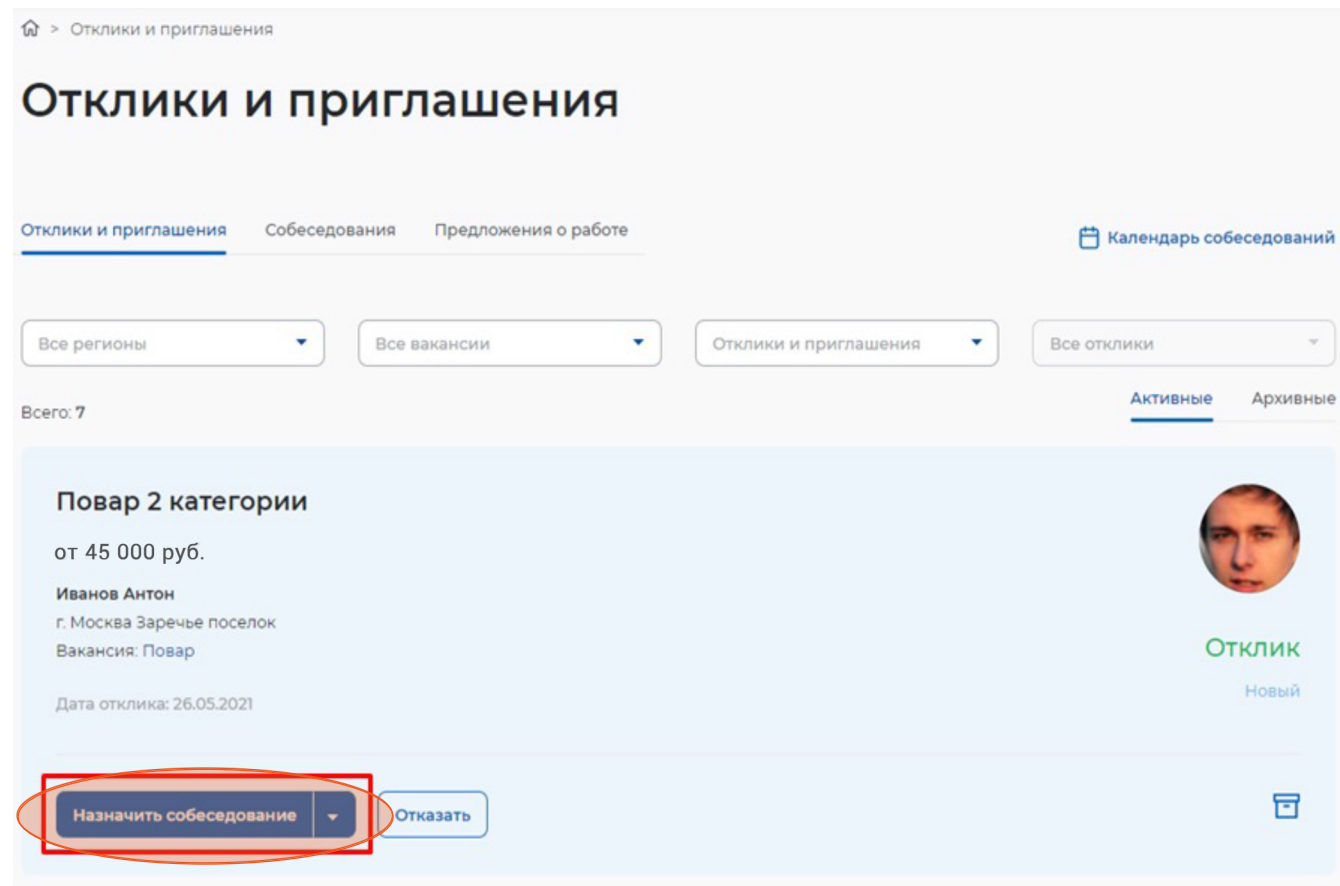 > Отклики и приглашения
Отклики и приглашения
Отклики и приглашения Собеседования Предложения о работе Календарь собеседований
Все регионы Все вакансии Отклики и приглашения Все отклики
Всего: 7 Активные Архивные
Повар 2 категории
от 45 000 руб.
Иванов Антон
г. Москва Заречье поселок
Вакансия: Повар
Отклик
Дата отклика: 26.05.2021 Новый
Назначить собеседование Отказать